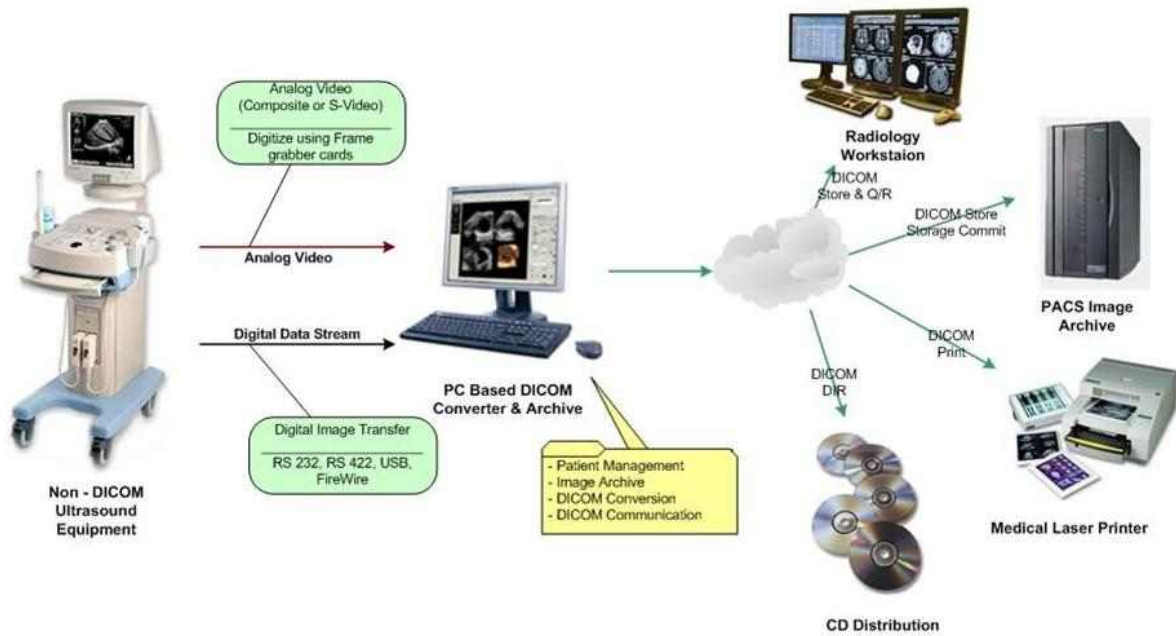 Analog Video
(Composite or S-Video)
Digitize using Frame
grabber cards
Analog Video
Digital Data Stream
Digital Image Transfer
RS 232, RS 422, USB,
FireWire
Non - DICOM
Ultrasound
Equipment
PC Based DICOM
Converter & Archive
- Patient Management
- Image Archive
- DICOM Conversion
- DICOM Communication
Radiology
Workstaion
DICOM
Store & Q/R
DICOM Store
Storage Commit
PACS Image
Archive
DICOM
Print
Medical Laser Printer
DICOM
DIR
CD Distribution